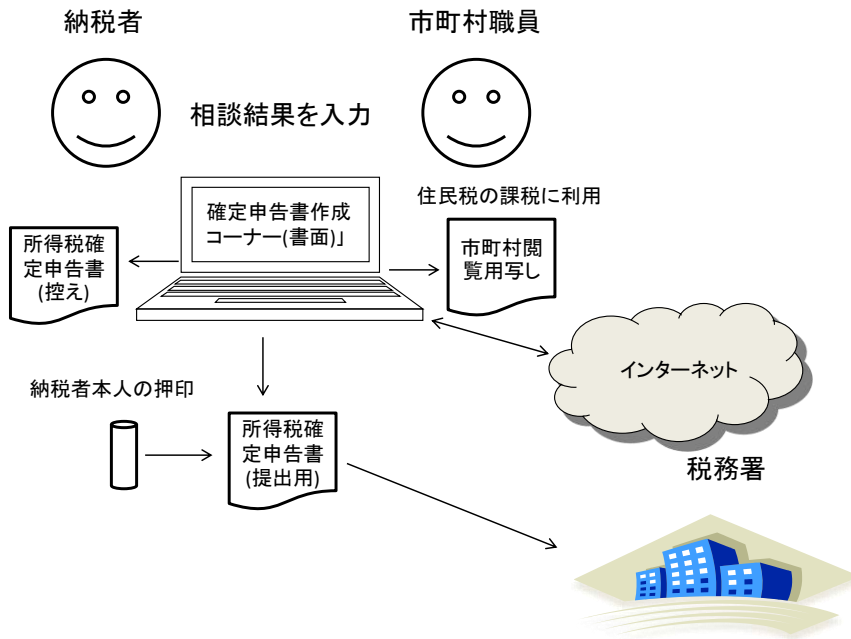 納税者
市町村職員
相談結果を入力
住民税の課税に利用
確定申告書作成
コーナー(書面)」
所得税確
定申告書
(控え)
市町村閲
覧用写し
インターネット
納税者本人の押印
所得税確
定申告書
(提出用)
税務署